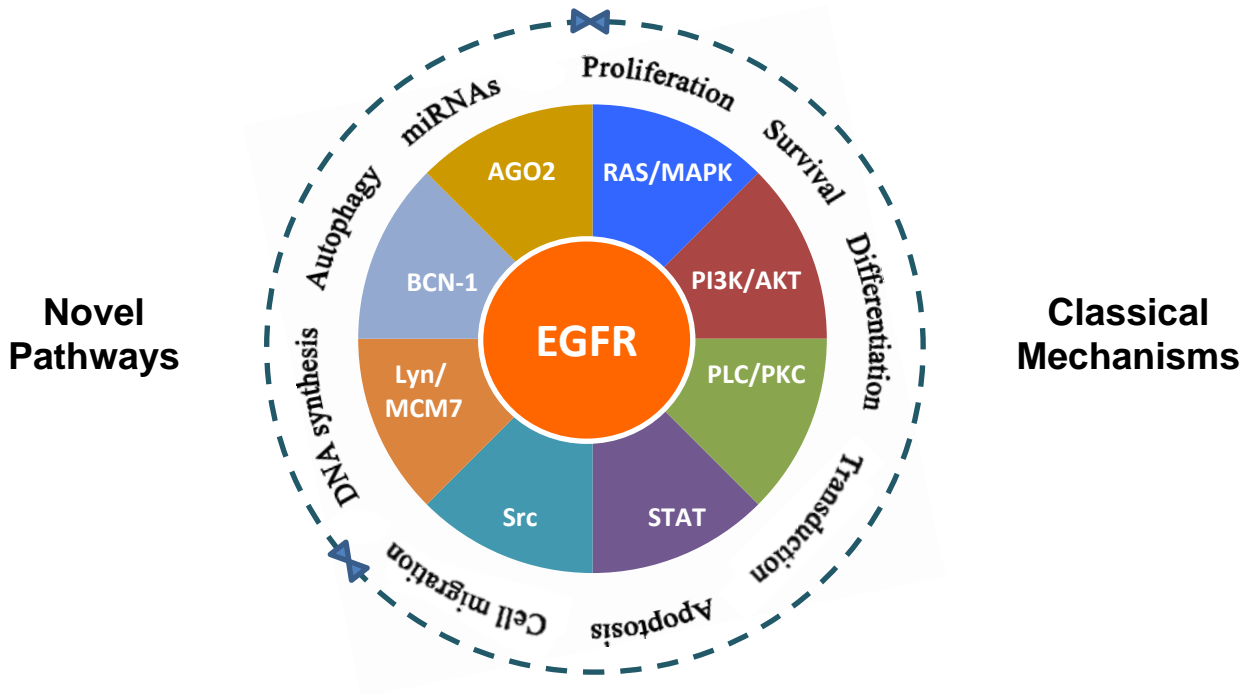 Novel
Pathways
Classical
Mechanisms
Proliferation
Survival
Differentiation
Transduction
Apoptosis
Cell migration
DNA synthesis
Autophagy
miRNAs
AGO2
RAS/MAPK
BCN-1
PI3K/AKT
EGFR
Lyn/
MCM7
PLC/PKC
Src
STAT